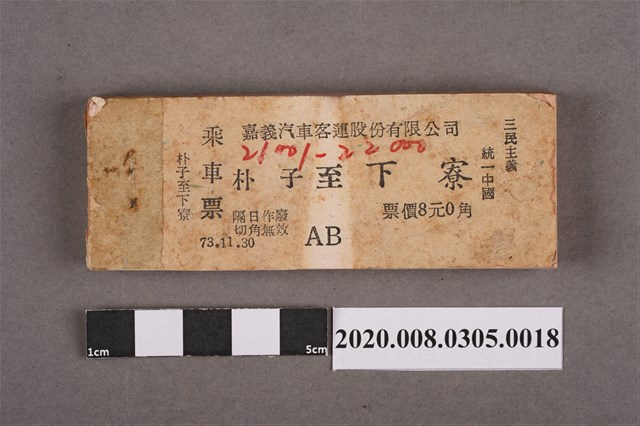 嘉義汽車客運股份有限公司
乘車票
21001-22000
朴子至下寮
朴子至下寮
隔日作廢
切角無效
票價8元0角
73.11.30
AB
三民主義
統一中國
1cm
5cm
2020.008.0305.0018